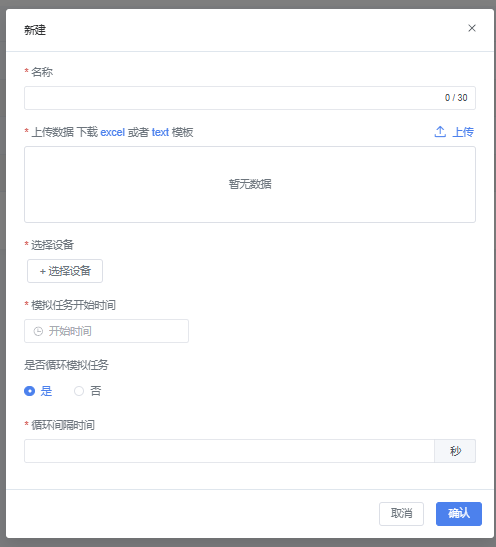 新建
* 名称
0 / 30
* 上传数据 下载 excel 或者 text 模板 上传
暂无数据
* 选择设备
+ 选择设备
* 模拟任务开始时间
开始时间
是否循环模拟任务
是 否
* 循环间隔时间
秒
取消 确认